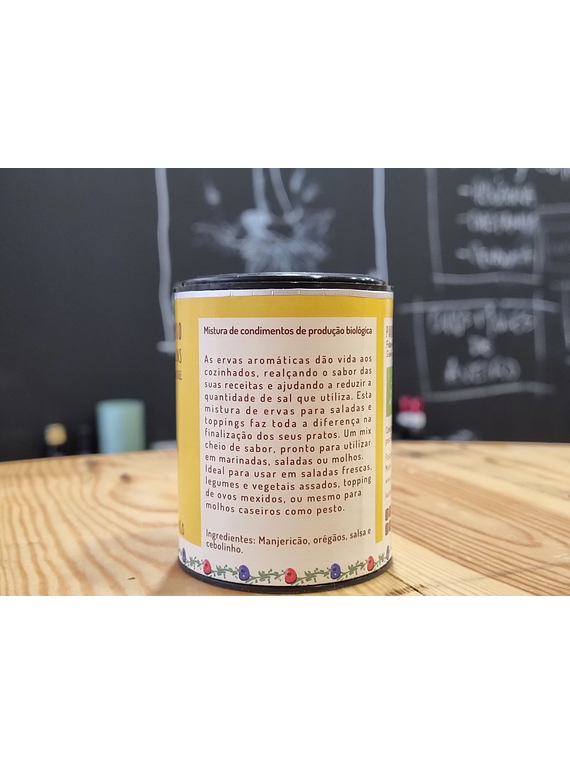 Mistura de condimentos de produção biológica
As ervas aromáticas dão vida aos
cozinhados, realçando o sabor das
suas receitas e ajudando a reduzir a
quantidade de sal que utiliza. Esta
mistura de ervas para saladas e
toppings faz toda a diferença na
finalização dos seus pratos. Um mix
cheio de sabor, pronto para utilizar
em marinadas, saladas ou molhos.
Ideal para usar em saladas frescas,
legumes e vegetais assados, topping
de ovos mexidos, ou mesmo para
molhos caseiros como pesto.
Ingredientes: Manjericão, orégãos, salsa e
cebolinho.